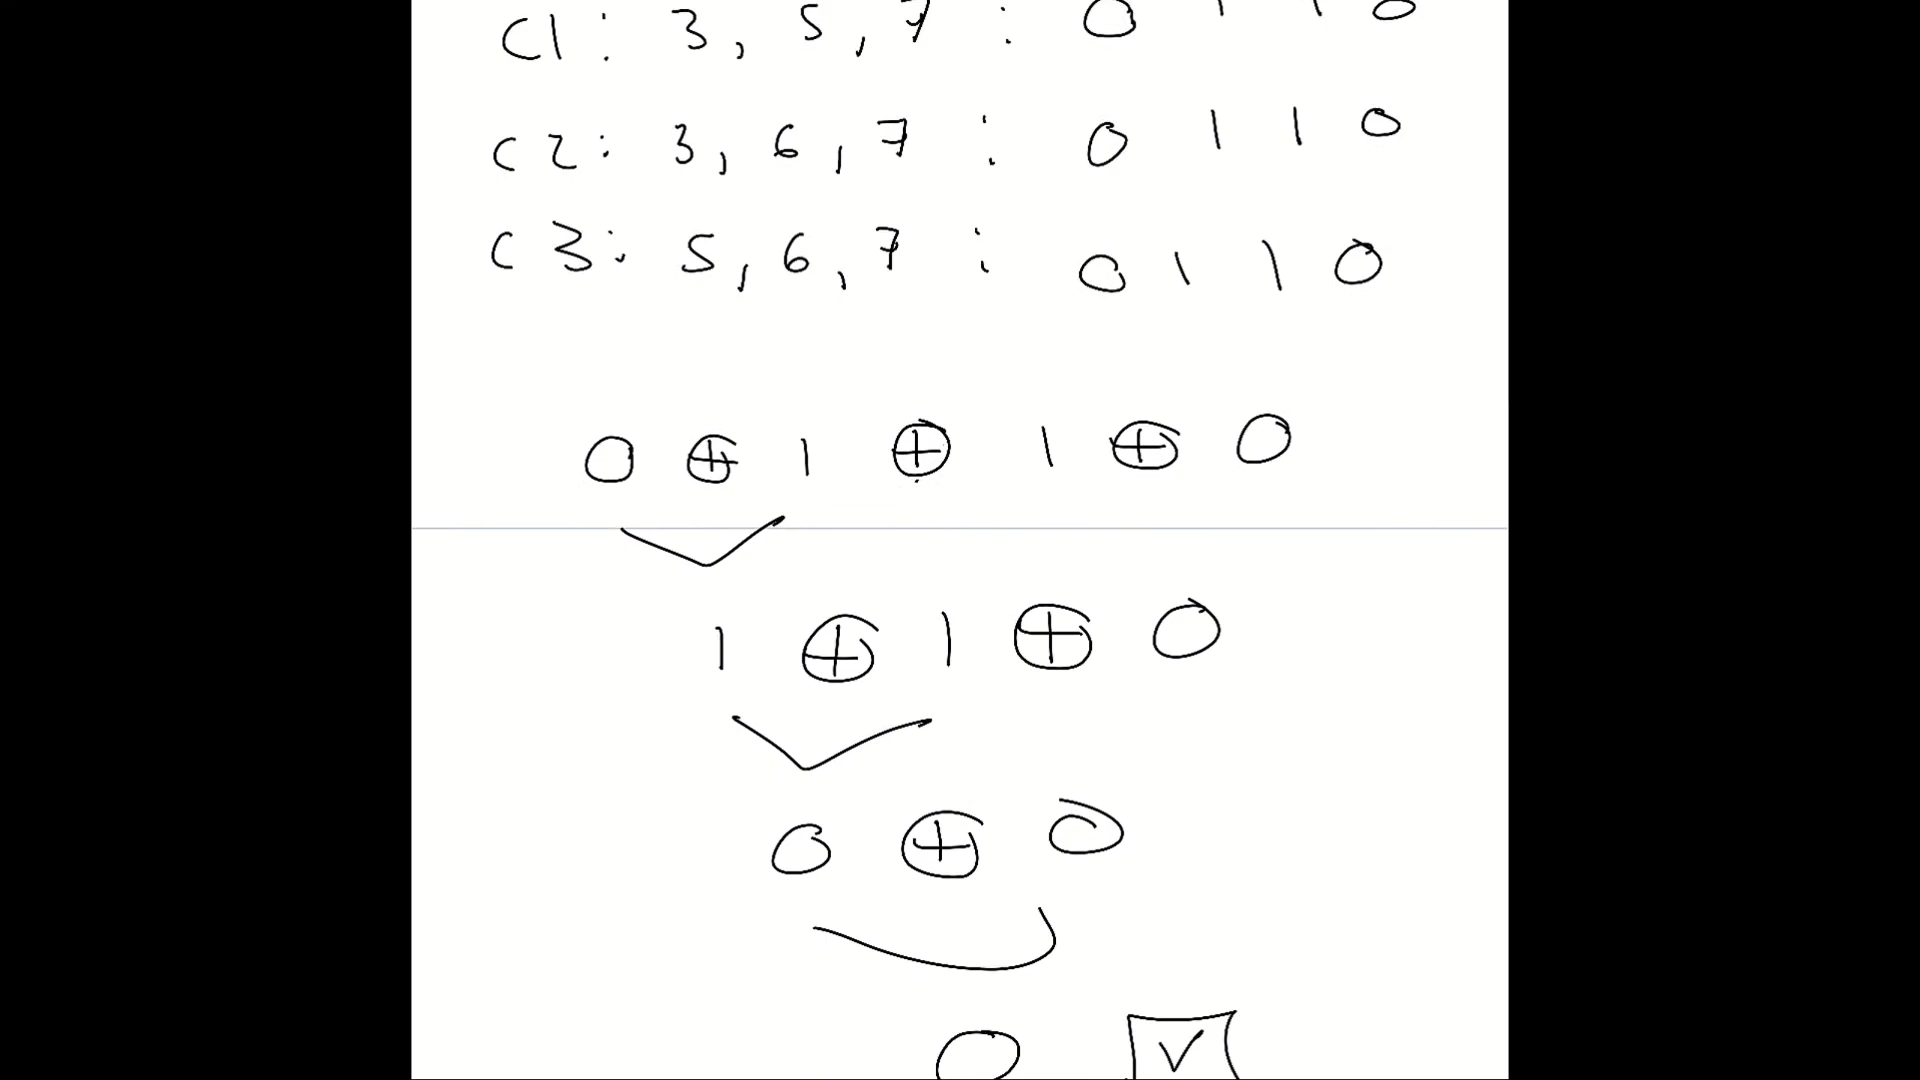 C1: 3, 5, 7 : 0 1 1 0
C2: 3, 6, 7 : 0 1 1 0
C3: 5, 6, 7 : 0 1 1 0
0 ⊕ 1 ⊕ 1 ⊕ 0
1 ⊕ 1 ⊕ 0
0 ⊕ 0
0 ✓